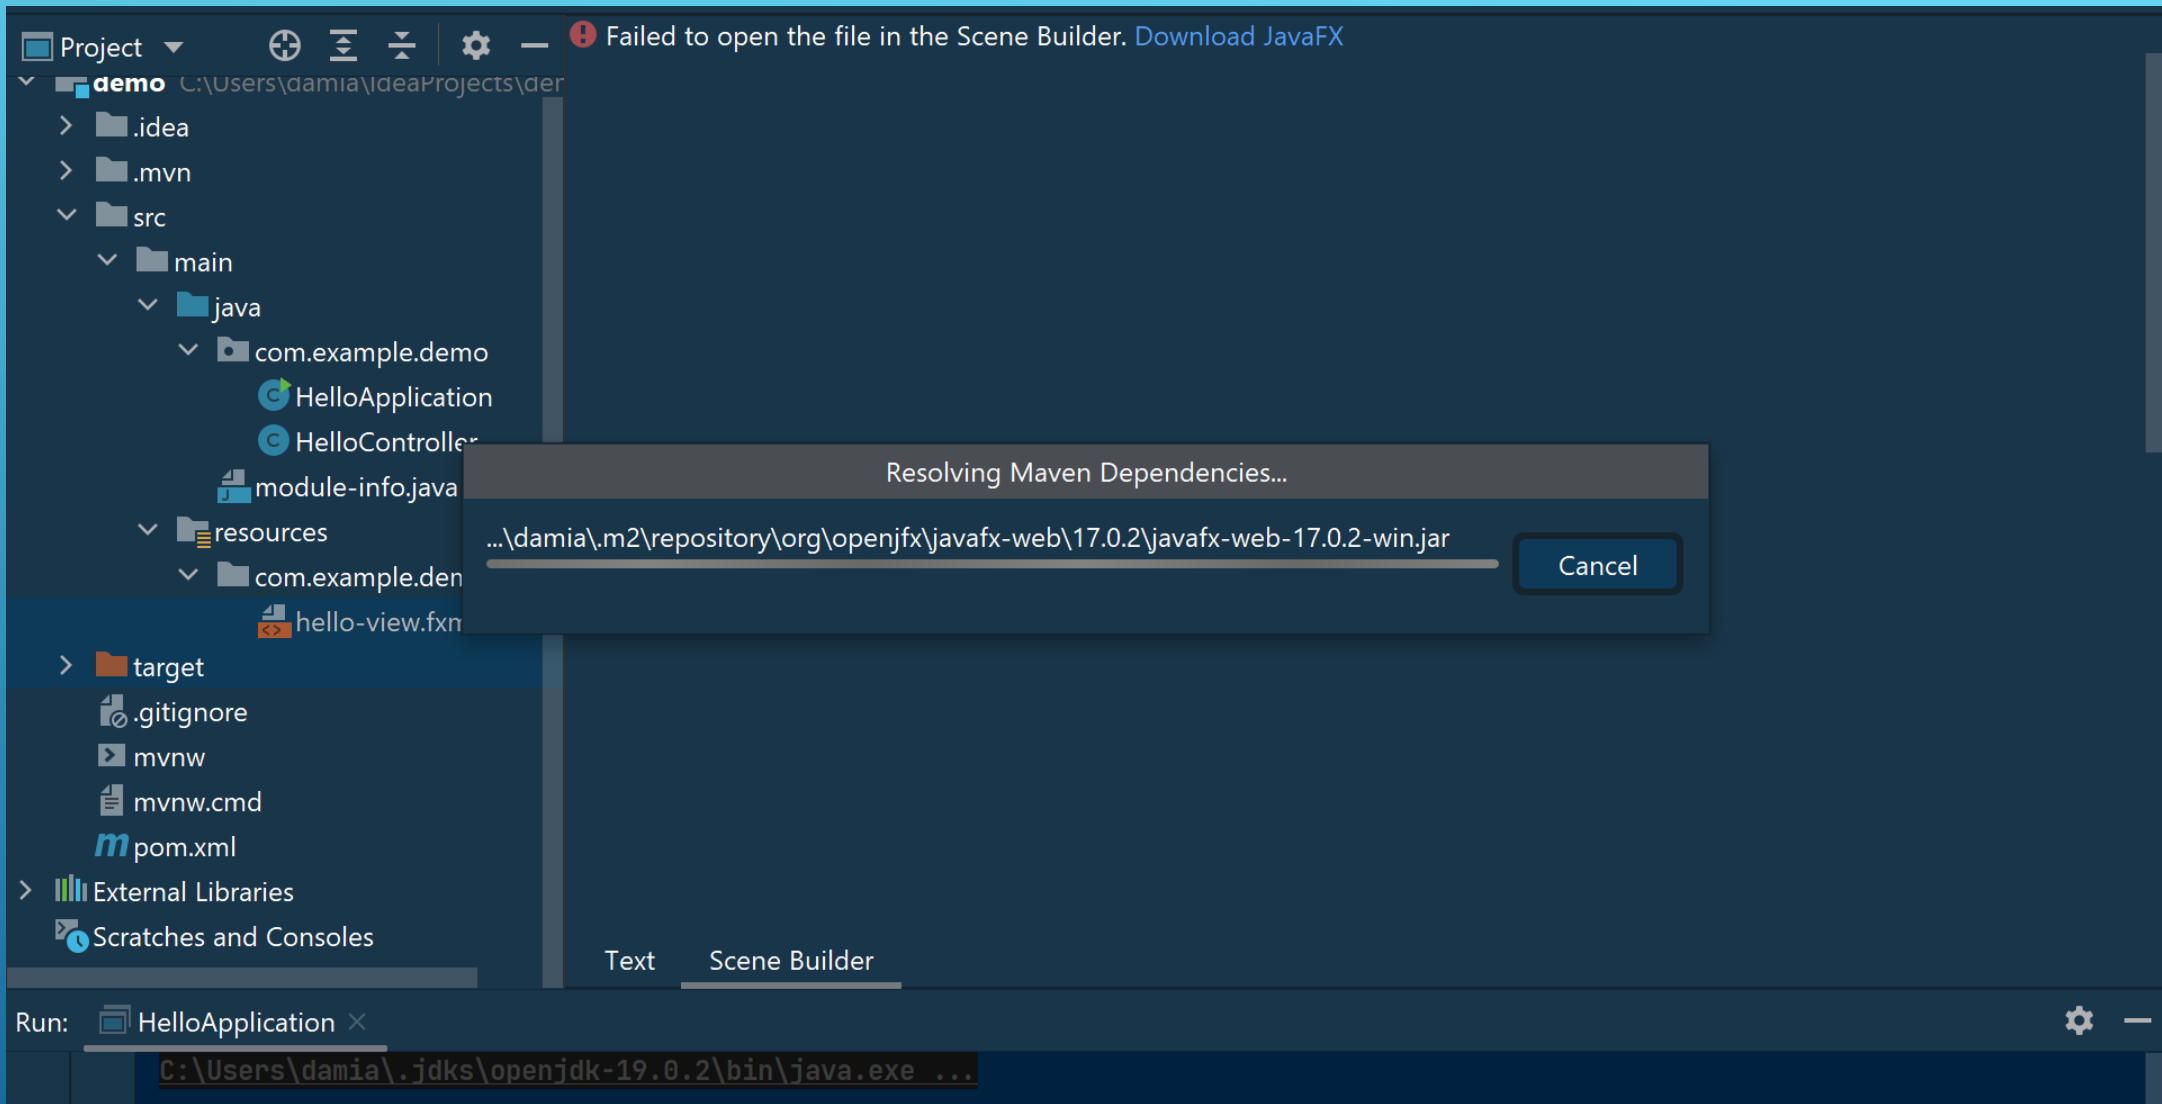 Project
Failed to open the file in the Scene Builder. Download JavaFX
demo C:\Users\damia\IdeaProjects\der
.idea
.mvn
src
main
java
com.example.demo
HelloApplication
HelloController
module-info.java
resources
com.example.dem
hello-view.fxm
target
.gitignore
mvnw
mvnw.cmd
pom.xml
External Libraries
Scratches and Consoles
Resolving Maven Dependencies...
...\damia\.m2\repository\org\openjfx\javafx-web\17.0.2\javafx-web-17.0.2-win.jar
Cancel
Text Scene Builder
Run: HelloApplication
C:\Users\damia\.jdks\openjdk-19.0.2\bin\java.exe ...